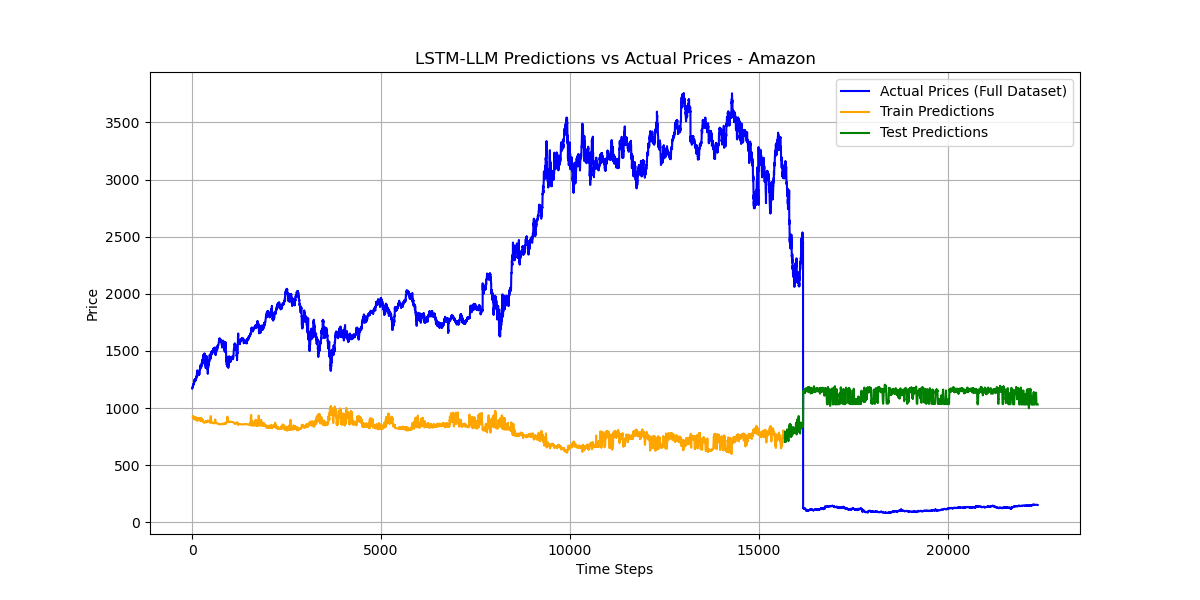 LSTM-LLM Predictions vs Actual Prices - Amazon
Actual Prices (Full Dataset)
Train Predictions
Test Predictions
Price
3500
3000
2500
2000
1500
1000
500
0
0 5000 10000 15000 20000
Time Steps